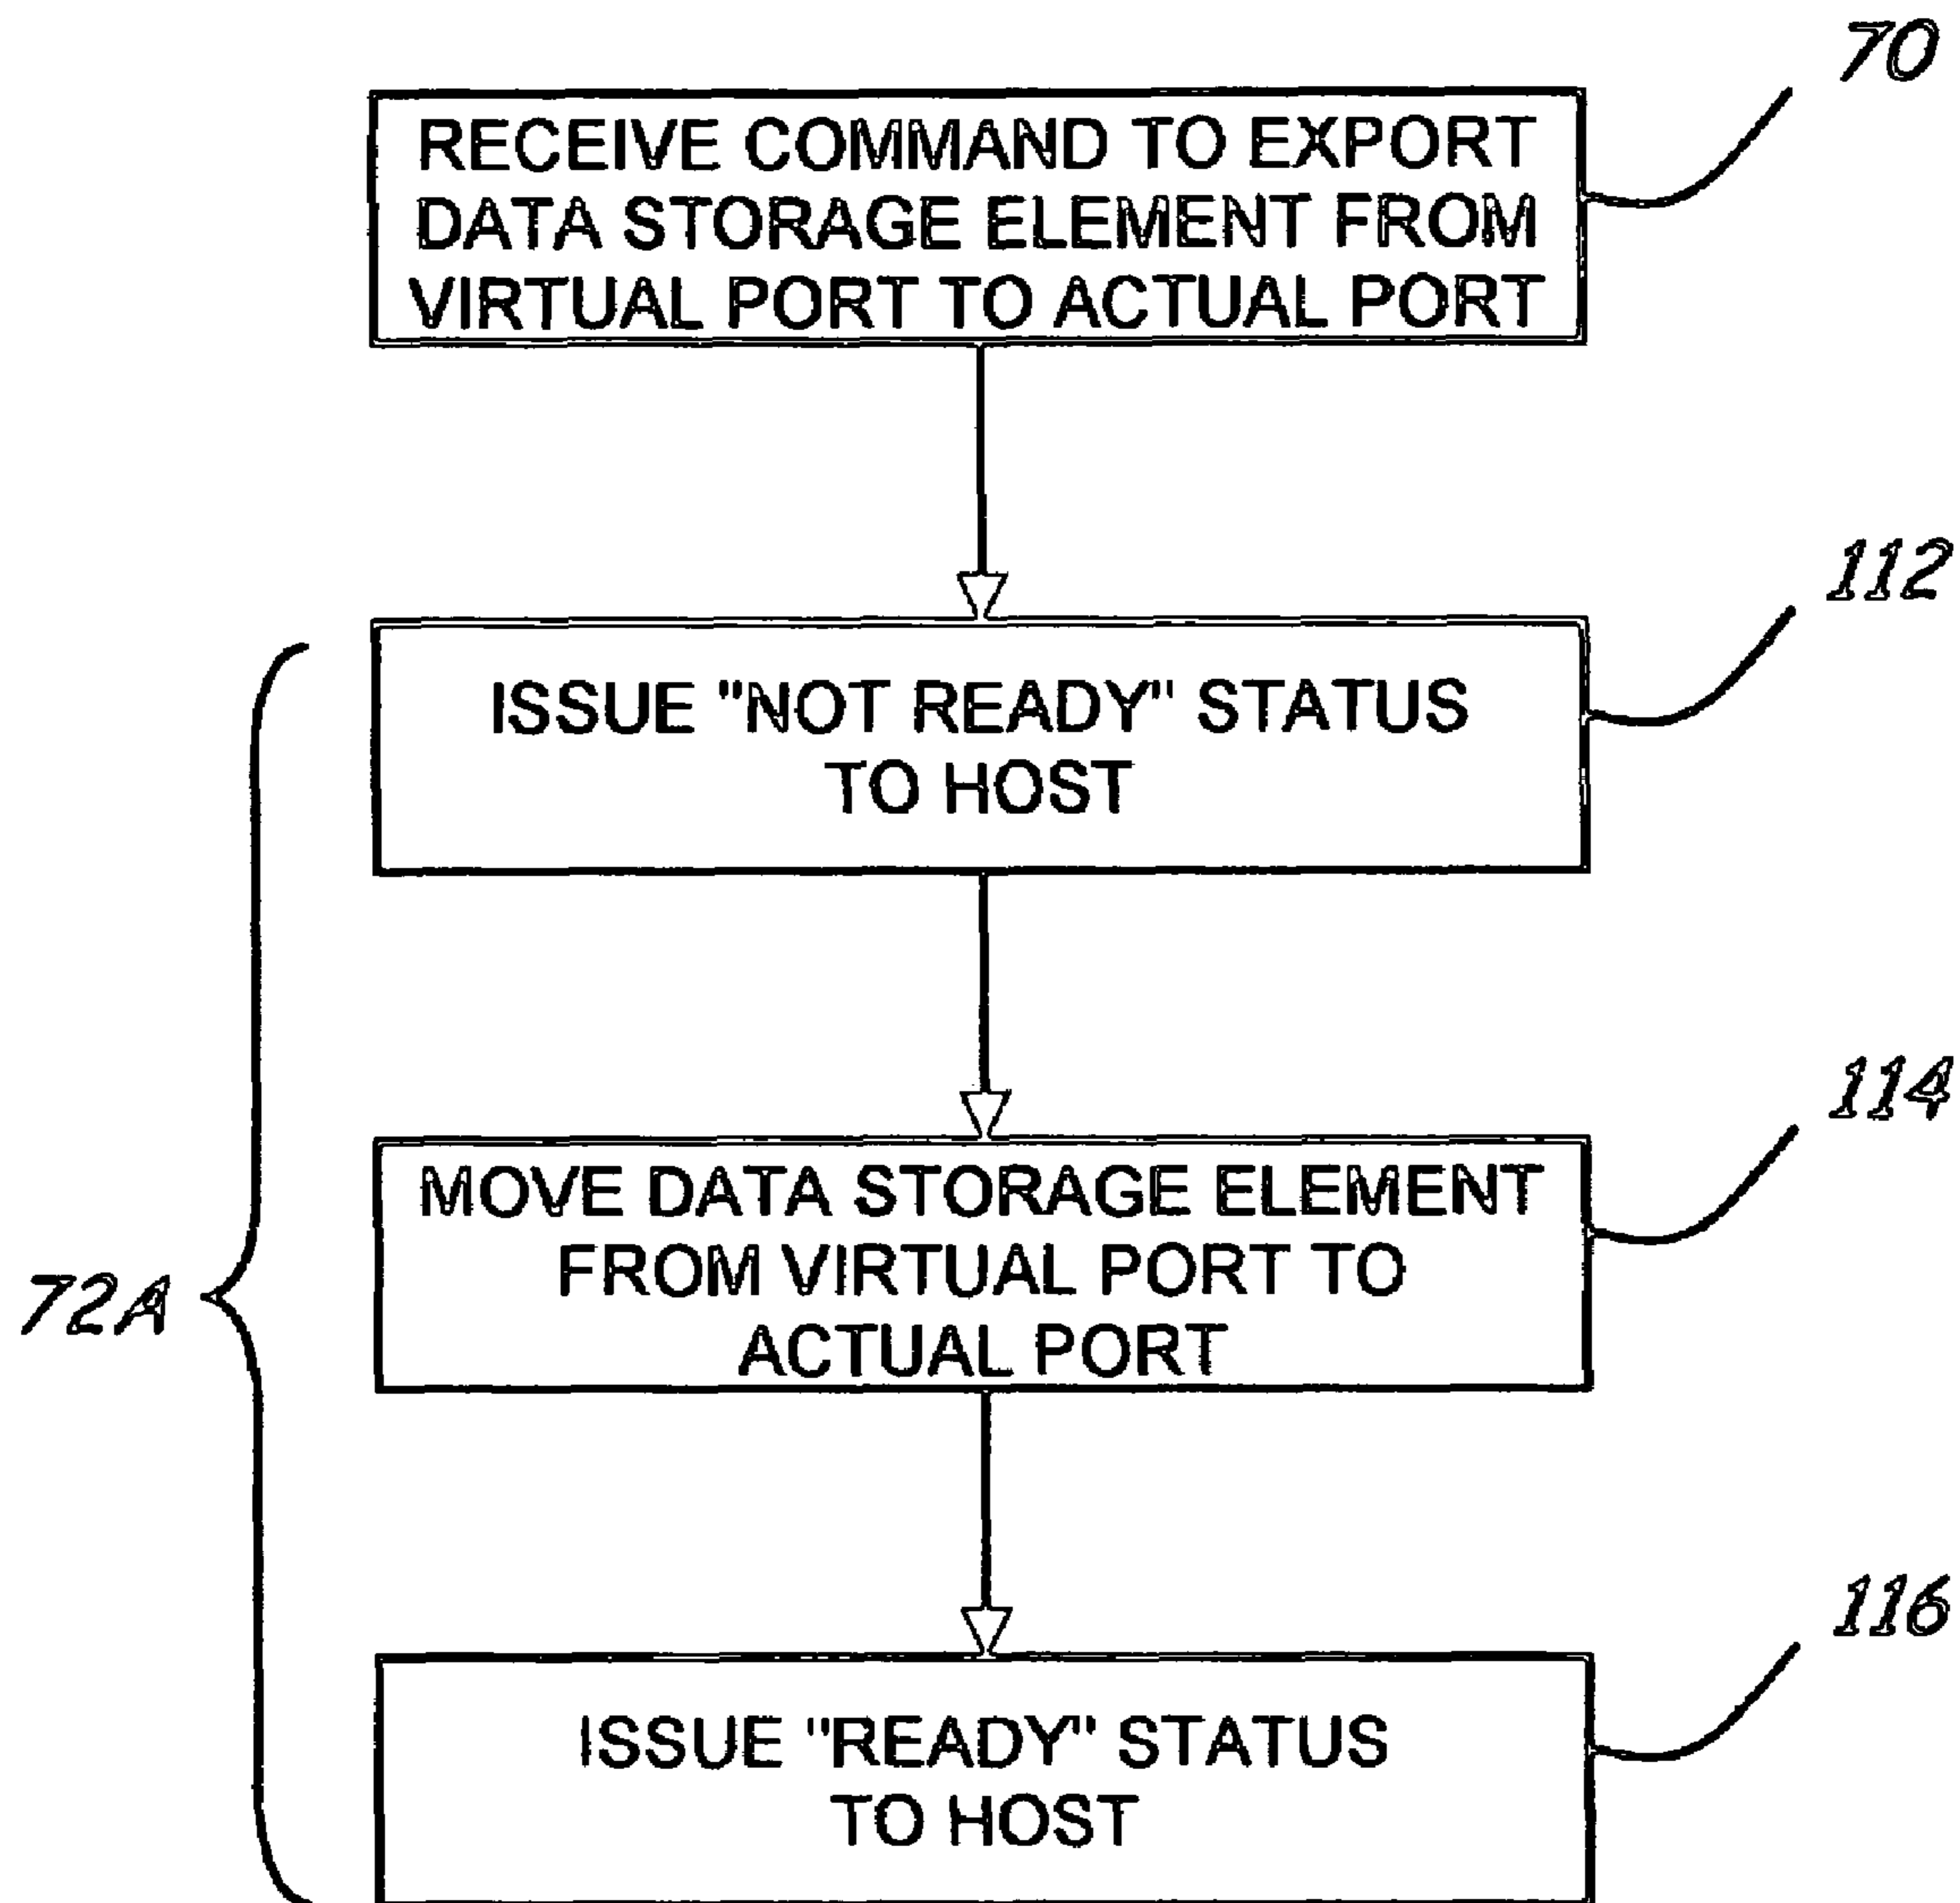 70
RECEIVE COMMAND TO EXPORT
DATA STORAGE ELEMENT FROM
VIRTUAL PORT TO ACTUAL PORT
112
ISSUE "NOT READY" STATUS
TO HOST
114
MOVE DATA STORAGE ELEMENT
FROM VIRTUAL PORT TO
ACTUAL PORT
72A
116
ISSUE "READY" STATUS
TO HOST